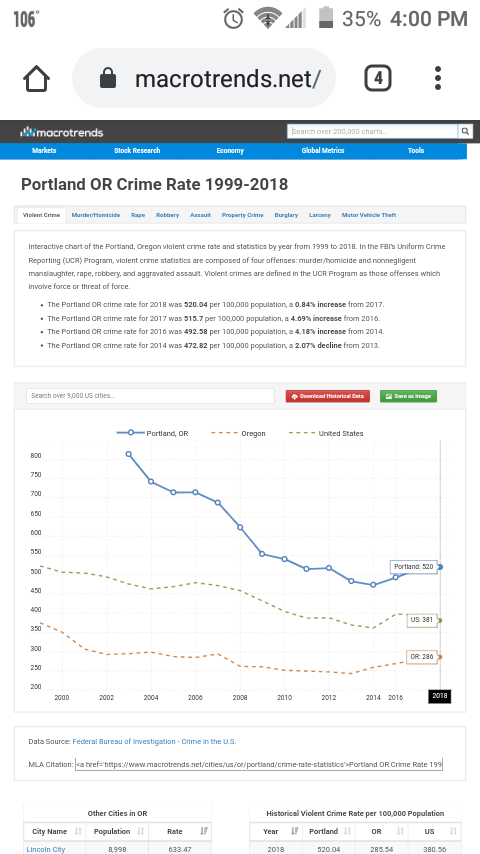 106°
35% 4:00 PM
macrotrends.net/
4
macrotrends
Search over 200,000 charts...
Markets Stock Research Economy Global Metrics Tools
Portland OR Crime Rate 1999-2018
Violent Crime Murder/Homicide Rape Robbery Assault Property Crime Burglary Larceny Motor Vehicle Theft
Interactive chart of the Portland, Oregon violent crime rate and statistics by year from 1999 to 2018. In the FBI's Uniform Crime
Reporting (UCR) Program, violent crime statistics are composed of four offenses: murder/homicide and nonnegligent
manslaughter, rape, robbery, and aggravated assault. Violent crimes are defined in the UCR Program as those offenses which
involve force or threat of force.
• The Portland OR crime rate for 2018 was 520.04 per 100,000 population, a 0.84% increase from 2017.
• The Portland OR crime rate for 2017 was 515.7 per 100,000 population, a 4.69% increase from 2016.
• The Portland OR crime rate for 2016 was 492.58 per 100,000 population, a 4.18% increase from 2014.
• The Portland OR crime rate for 2014 was 472.82 per 100,000 population, a 2.07% decline from 2013.
Search over 9,000 US cities...
Download Historical Data Save as Image
Portland, OR Oregon United States
800
750
700
650
600
550
500
450
400
350
300
250
200
Portland: 520
US: 381
OR: 286
2000 2002 2004 2006 2008 2010 2012 2014 2016 2018
Data Source: Federal Bureau of Investigation - Crime in the U.S.
MLA Citation: <a href='https://www.macrotrends.net/cities/us/or/portland/crime-rate-statistics'>Portland OR Crime Rate 199
Other Cities in OR
City Name Population Rate
Lincoln City 8,998 633.47
Historical Violent Crime Rate per 100,000 Population
Year Portland OR US
2018 520.04 285.54 380.56